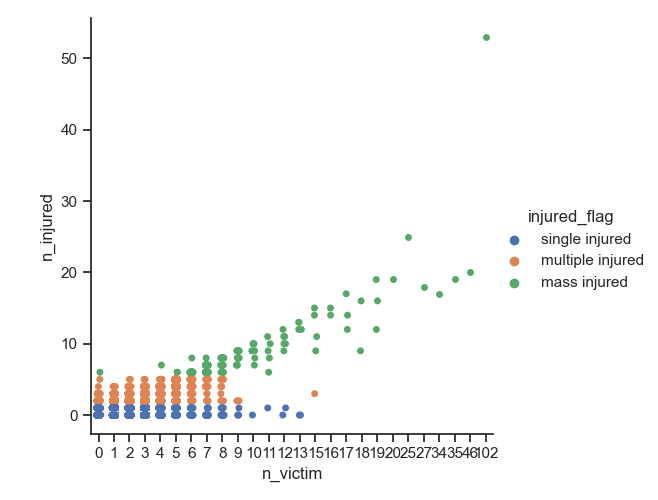 50
40
30
20
10
0
n_injured
0 1 2 3 4 5 6 7 8 9 10 11 12 13 15 16 17 18 19 20 25 27 34 35 46 102
n_victim
injured_flag
single injured
multiple injured
mass injured